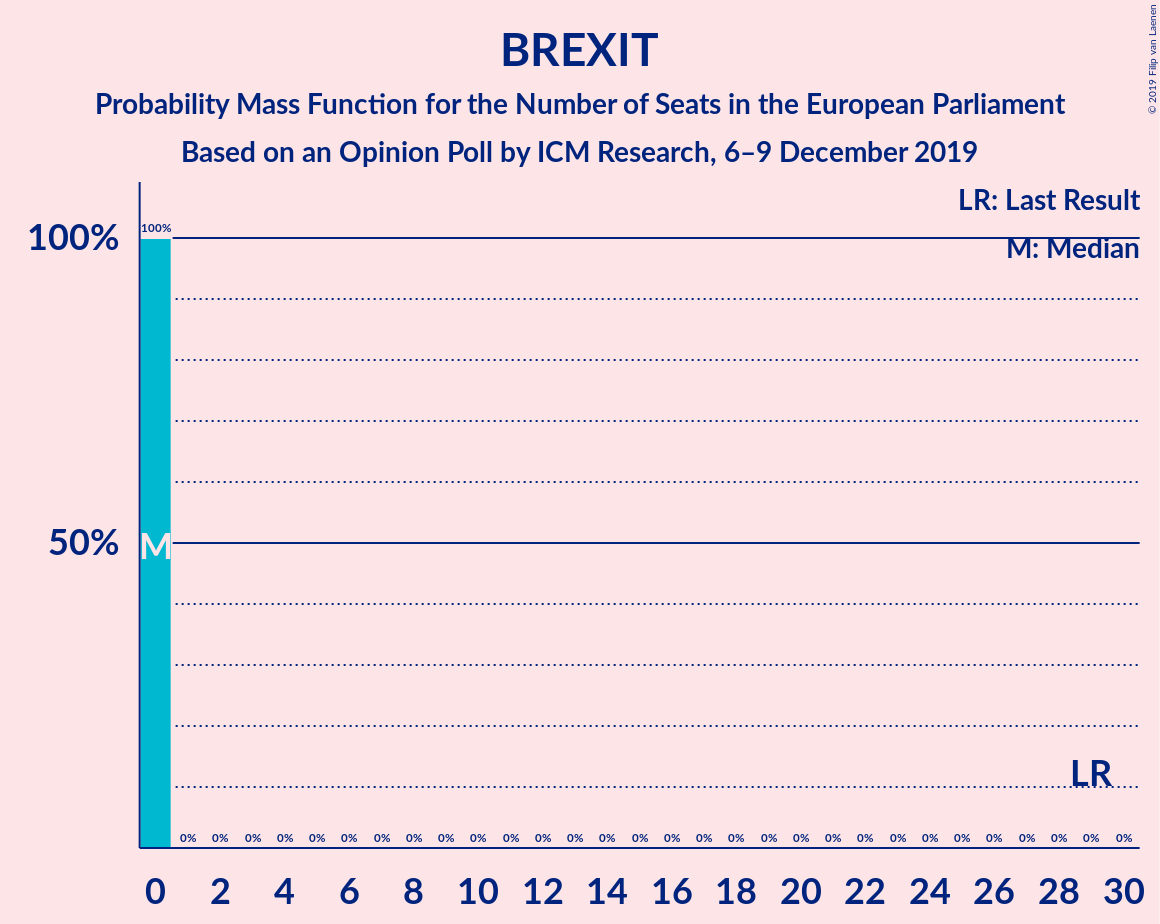 BREXIT
Probability Mass Function for the Number of Seats in the European Parliament
Based on an Opinion Poll by ICM Research, 6–9 December 2019
© 2019 Filip van Laenen
LR: Last Result
M: Median
100%
100%
50%
M
LR
0% 0% 0% 0% 0% 0% 0% 0% 0% 0% 0% 0% 0% 0% 0% 0% 0% 0% 0% 0% 0% 0% 0% 0% 0% 0% 0% 0% 0% 0%
0 2 4 6 8 10 12 14 16 18 20 22 24 26 28 30